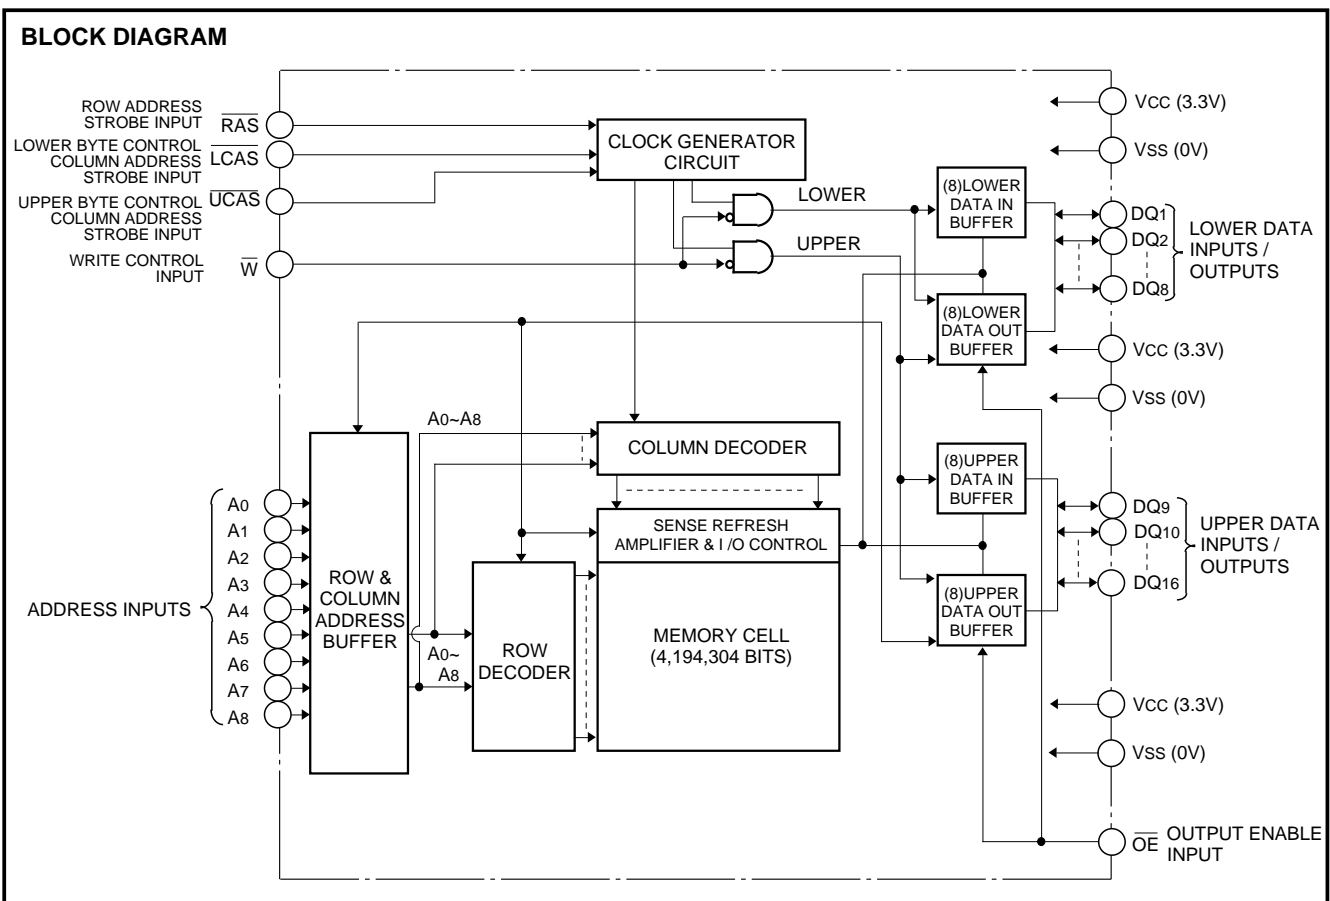 BLOCK DIAGRAM
ROW ADDRESS
STROBE INPUT
RAS
LOWER BYTE CONTROL
COLUMN ADDRESS
STROBE INPUT
LCAS
UPPER BYTE CONTROL
COLUMN ADDRESS
STROBE INPUT
UCAS
WRITE CONTROL
INPUT
W
CLOCK GENERATOR
CIRCUIT
LOWER
UPPER
(8)LOWER
DATA IN
BUFFER
(8)LOWER
DATA OUT
BUFFER
VCC (3.3V)
VSS (0V)
DQ1
DQ2
DQ8
LOWER DATA
INPUTS /
OUTPUTS
VCC (3.3V)
VSS (0V)
A0~A8
COLUMN DECODER
SENSE REFRESH
AMPLIFIER & I /O CONTROL
MEMORY CELL
(4,194,304 BITS)
ADDRESS INPUTS
A0
A1
A2
A3
A4
A5
A6
A7
A8
ROW &
COLUMN
ADDRESS
BUFFER
A0~
A8
ROW
DECODER
(8)UPPER
DATA IN
BUFFER
(8)UPPER
DATA OUT
BUFFER
DQ9
DQ10
DQ16
UPPER DATA
INPUTS /
OUTPUTS
VCC (3.3V)
VSS (0V)
OE
OUTPUT ENABLE
INPUT